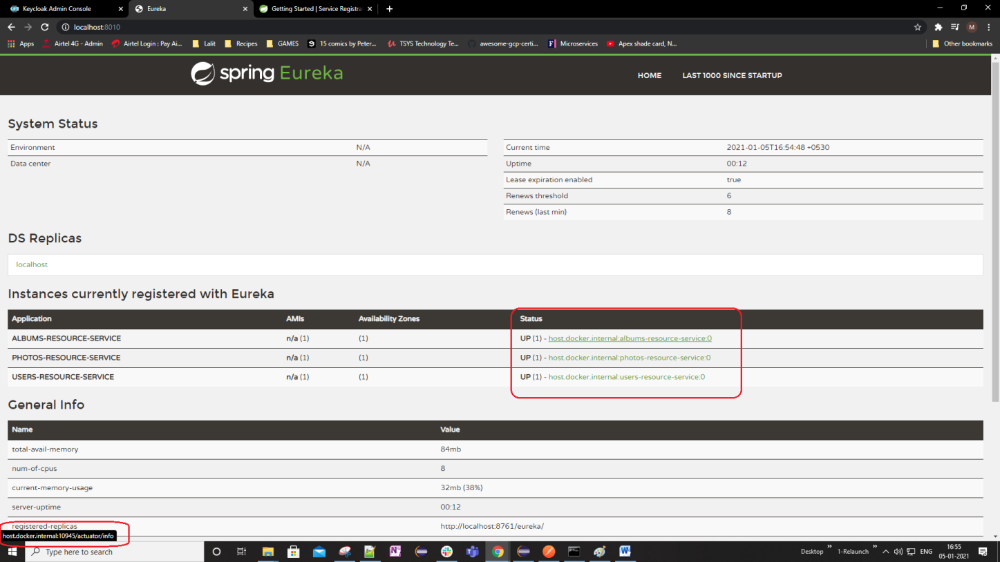 Keycloak Admin Console
Eureka
Getting Started | Service Registra
localhost:8010
M
Apps
Airtel 4G - Admin
Airtel Login : Pay Ai...
Lalit
Recipes
GAMES
15 comics by Peter...
TSYS Technology Te...
awesome-gcp-certi...
Microservices
Apex shade card, N...
Other bookmarks
spring Eureka
HOME
LAST 1000 SINCE STARTUP
System Status
Environment N/A
Data center N/A
Current time 2021-01-05T16:54:48 +0530
Uptime 00:12
Lease expiration enabled true
Renews threshold 6
Renews (last min) 8
DS Replicas
localhost
Instances currently registered with Eureka
Application AMIs Availability Zones Status
ALBUMS-RESOURCE-SERVICE n/a (1) (1) UP (1) - host.docker.internal:albums-resource-service:0
PHOTOS-RESOURCE-SERVICE n/a (1) (1) UP (1) - host.docker.internal:photos-resource-service:0
USERS-RESOURCE-SERVICE n/a (1) (1) UP (1) - host.docker.internal:users-resource-service:0
General Info
Name Value
total-avail-memory 84mb
num-of-cpus 8
current-memory-usage 32mb (38%)
server-uptime 00:12
registered-replicas http://localhost:8761/eureka/
host.docker.internal:10945/actuator/info
Type here to search
Desktop
1-Relaunch
ENG
16:55
05-01-2021